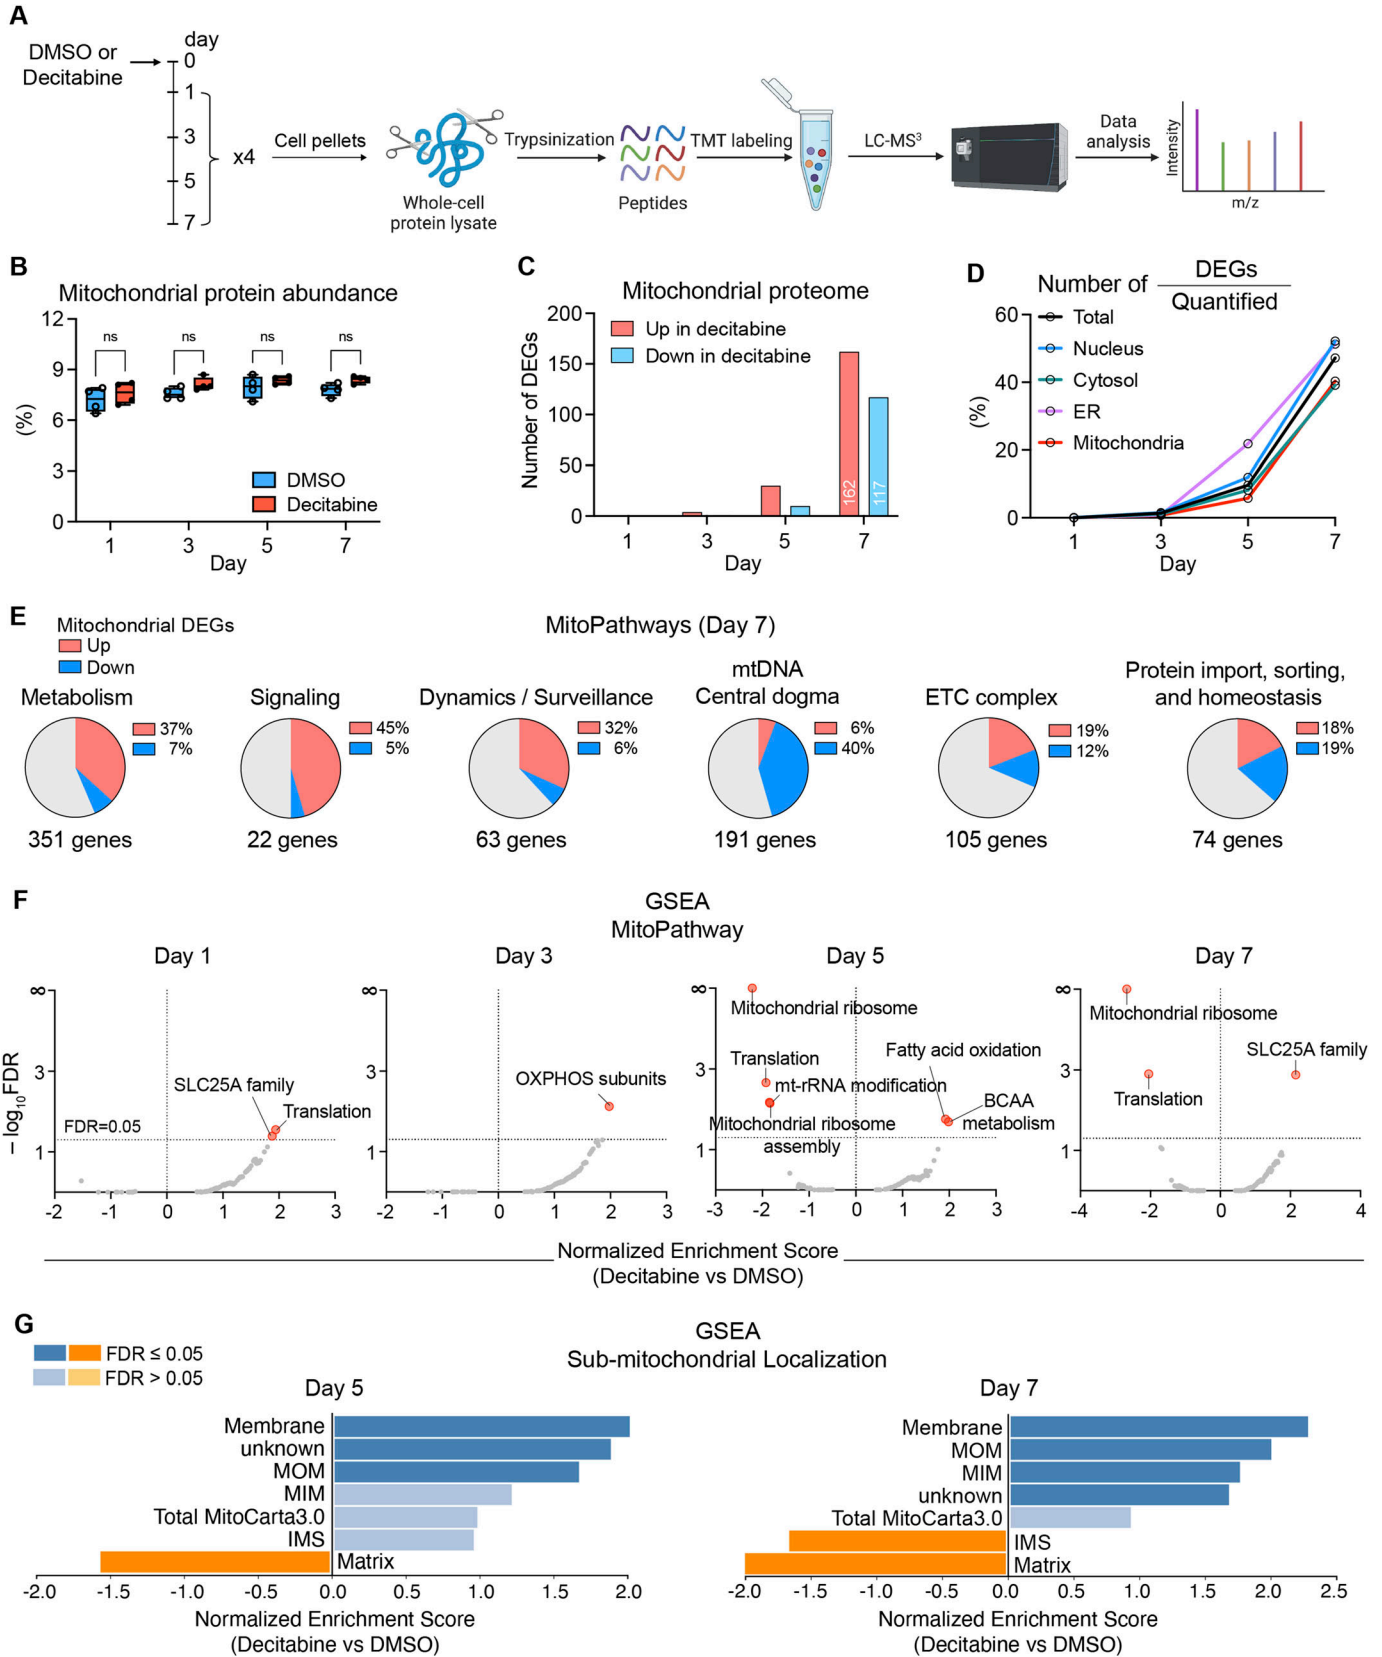 A
day
DMSO or
Decitabine
0
1
3
5
7
x4
Cell pellets
Trypsinization
TMT labeling
LC-MS³
Data
analysis
Whole-cell
protein lysate
Peptides
Intensity
m/z
B
Mitochondrial protein abundance
12
9
6
3
0
(%)
ns
ns
ns
ns
DMSO
Decitabine
1
3
5
7
Day
C
Mitochondrial proteome
Number of DEGs
200
150
100
50
0
Up in decitabine
Down in decitabine
162
117
1
3
5
7
Day
D
Number of
DEGs
Quantified
60
40
20
0
(%)
Total
Nucleus
Cytosol
ER
Mitochondria
1
3
5
7
Day
E
Mitochondrial DEGs
Up
Down
MitoPathways (Day 7)
Metabolism
37%
7%
351 genes
Signaling
45%
5%
22 genes
Dynamics / Surveillance
32%
6%
63 genes
mtDNA
Central dogma
6%
40%
191 genes
ETC complex
19%
12%
105 genes
Protein import, sorting,
and homeostasis
18%
19%
74 genes
F
GSEA
MitoPathway
Day 1
−log10FDR
∞
3
1
FDR=0.05
SLC25A family
Translation
-2
-1
0
1
2
3
Day 3
∞
3
1
OXPHOS subunits
-2
-1
0
1
2
3
Day 5
∞
3
1
Mitochondrial ribosome
Translation
mt-rRNA modification
Mitochondrial ribosome
assembly
Fatty acid oxidation
BCAA
metabolism
-3
-2
-1
0
1
2
3
Day 7
∞
3
1
Mitochondrial ribosome
Translation
SLC25A family
-4
-2
0
2
4
Normalized Enrichment Score
(Decitabine vs DMSO)
G
GSEA
Sub-mitochondrial Localization
FDR ≤ 0.05
FDR > 0.05
Day 5
Membrane
unknown
MOM
MIM
Total MitoCarta3.0
IMS
Matrix
-2.0
-1.5
-1.0
-0.5
0.0
0.5
1.0
1.5
2.0
Normalized Enrichment Score
(Decitabine vs DMSO)
Day 7
Membrane
MOM
MIM
unknown
Total MitoCarta3.0
IMS
Matrix
-2.0
-1.5
-1.0
-0.5
0
0.5
1.0
1.5
2.0
2.5
Normalized Enrichment Score
(Decitabine vs DMSO)